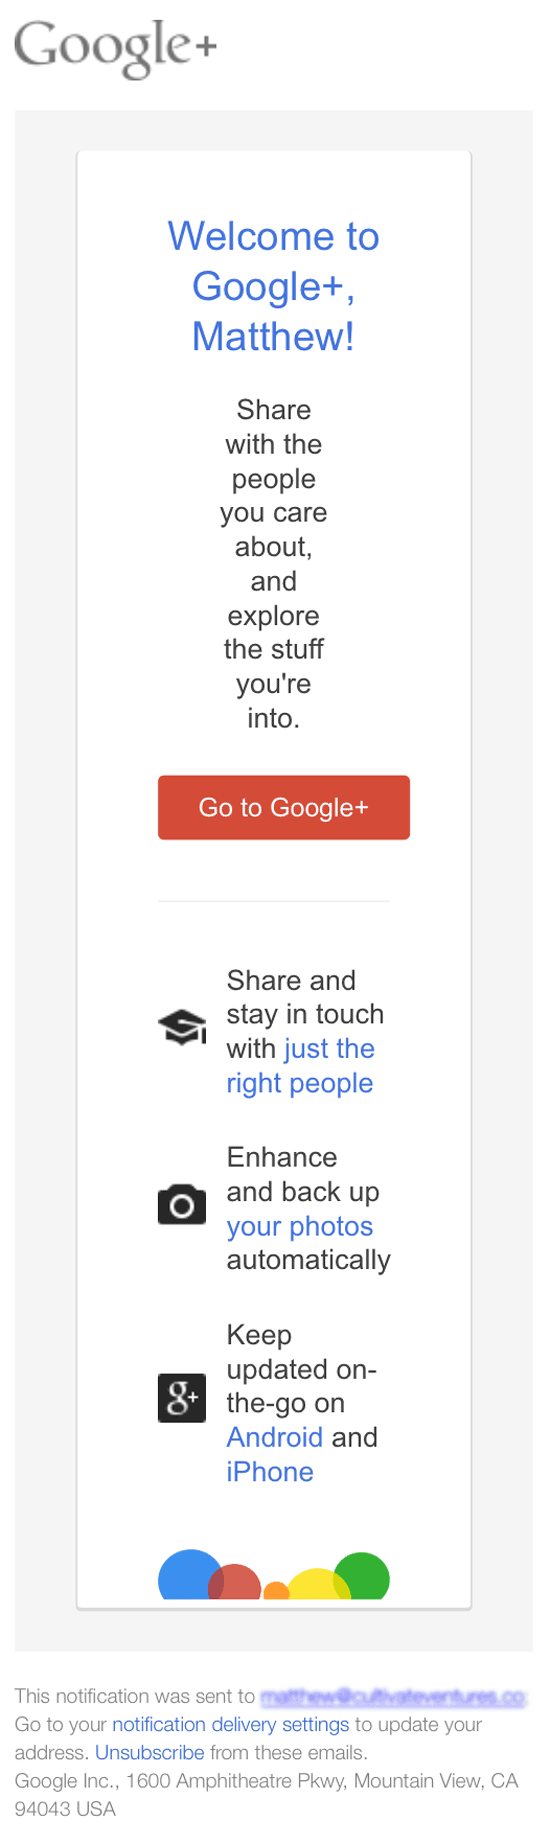 Google+
Welcome to
Google+,
Matthew!
Share
with the
people
you care
about,
and
explore
the stuff
you're
into.
Go to Google+
Share and
stay in touch
with just the
right people
Enhance
and back up
your photos
automatically
Keep
updated on-
the-go on
g+
Android and
iPhone
This notification was sent to
Go to your notification delivery settings to update your
address. Unsubscribe from these emails.
Google Inc., 1600 Amphitheatre Pkwy, Mountain View, CA
94043 USA